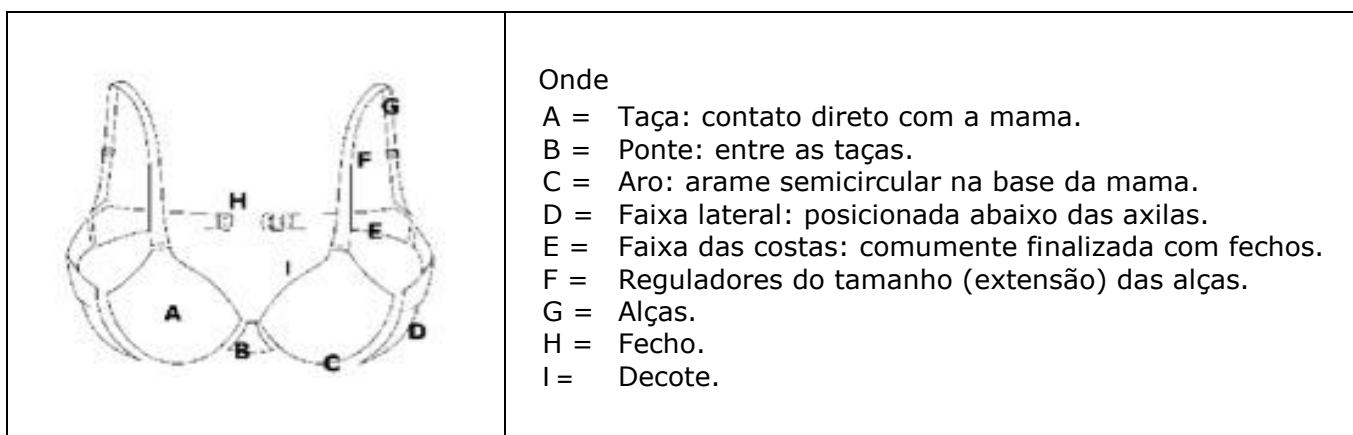 G
F
H
E
I
A
D
B
C
Onde
A = Taça: contato direto com a mama.
B = Ponte: entre as taças.
C = Aro: arame semicircular na base da mama.
D = Faixa lateral: posicionada abaixo das axilas.
E = Faixa das costas: comumente finalizada com fechos.
F = Reguladores do tamanho (extensão) das alças.
G = Alças.
H = Fecho.
I = Decote.